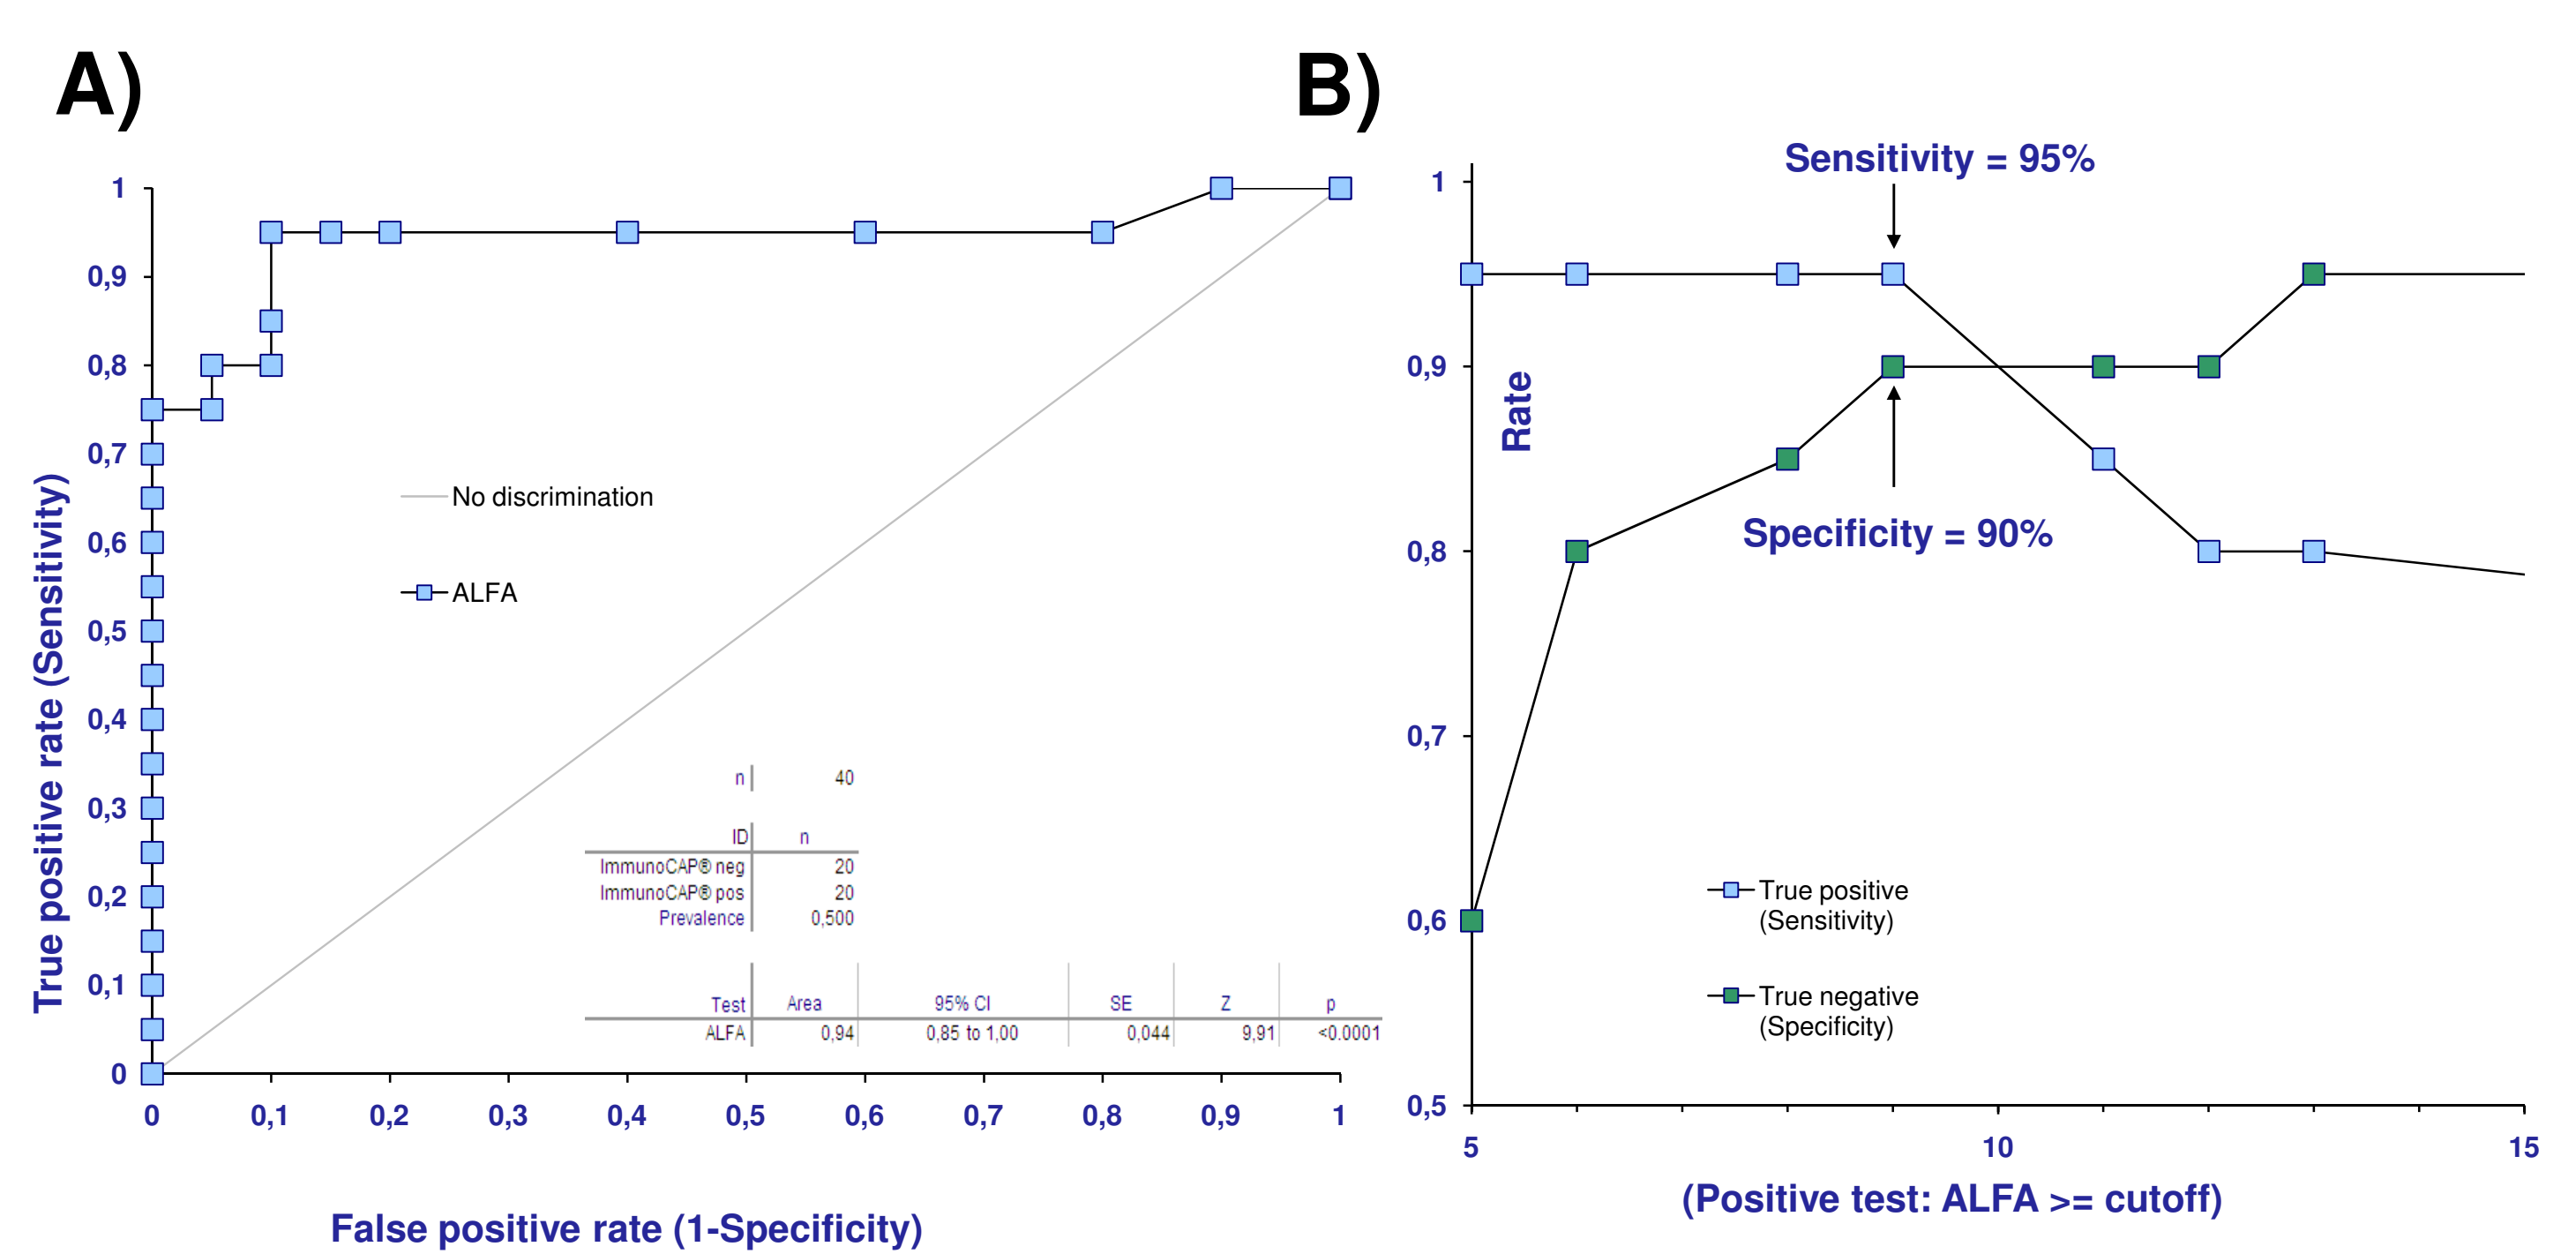 A)
B)
True positive rate (Sensitivity)
1
0,9
0,8
0,7
0,6
0,5
0,4
0,3
0,2
0,1
0
No discrimination
ALFA
n 40
ID n
ImmunoCAP® neg 20
ImmunoCAP® pos 20
Prevalence 0,500
Test Area 95% CI SE Z p
ALFA 0,94 0,85 to 1,00 0,044 9,91 <0.0001
0 0,1 0,2 0,3 0,4 0,5 0,6 0,7 0,8 0,9 1
False positive rate (1-Specificity)
Sensitivity = 95%
1
0,9
0,8
0,7
0,6
0,5
Rate
Specificity = 90%
True positive
(Sensitivity)
True negative
(Specificity)
5 10 15
(Positive test: ALFA >= cutoff)